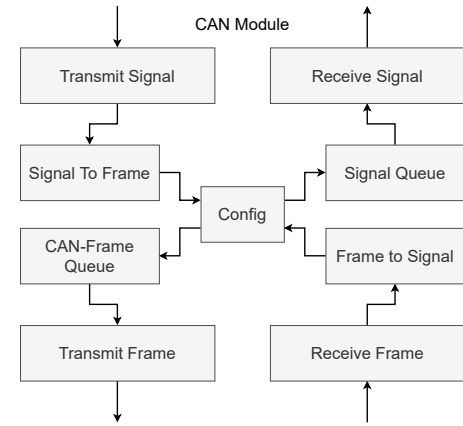 CAN Module
Transmit Signal
Receive Signal
Signal To Frame
Signal Queue
Config
CAN-Frame
Queue
Frame to Signal
Transmit Frame
Receive Frame